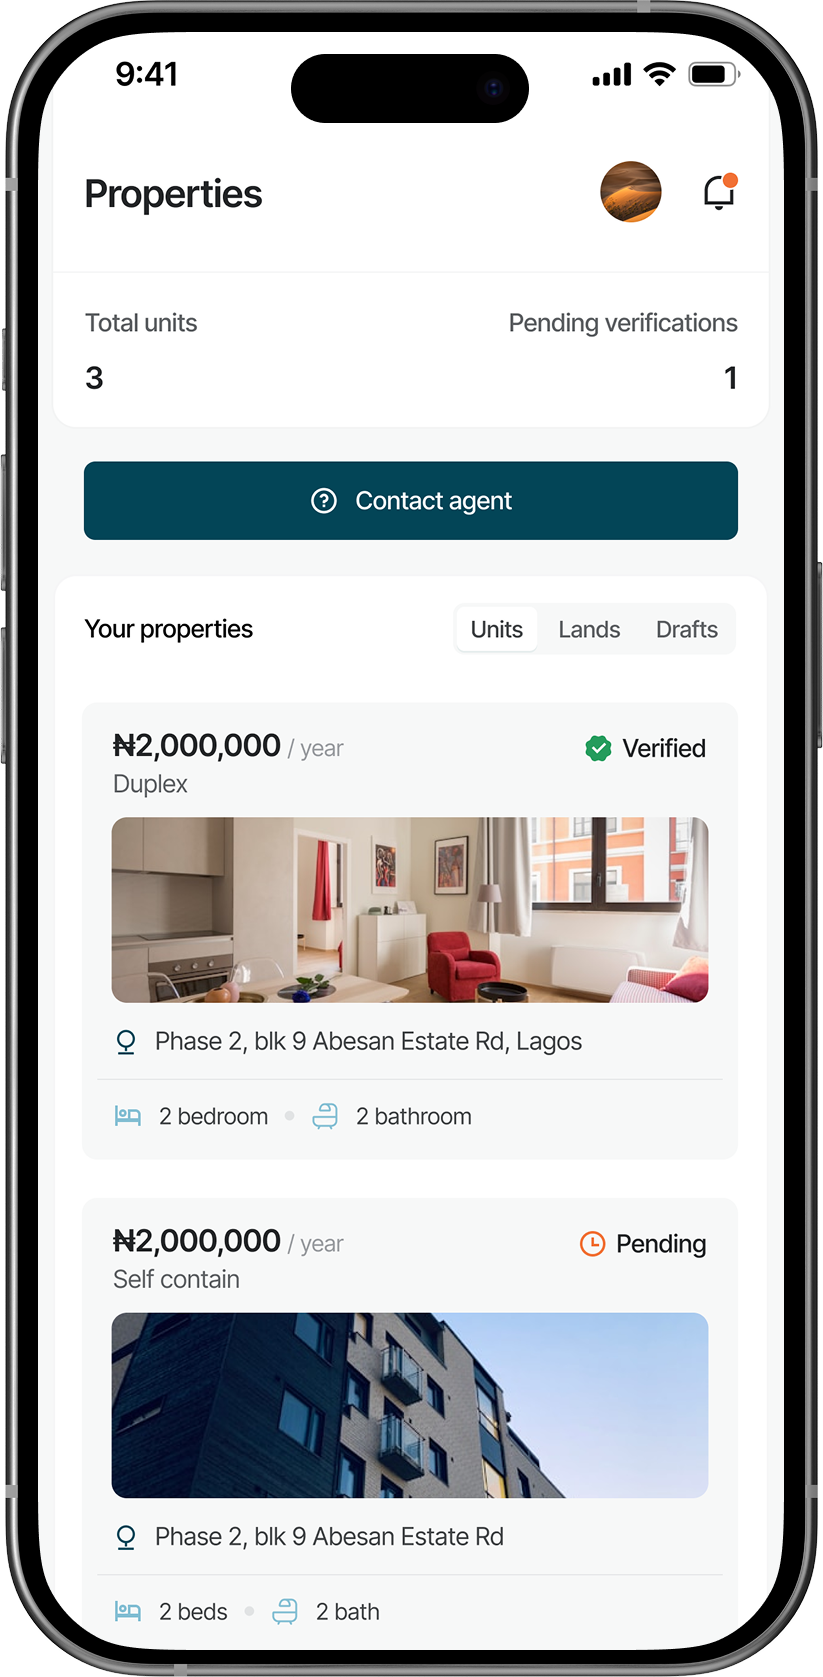 9:41
Properties
Total units
Pending verifications
3
1
Contact agent
Your properties
Units
Lands
Drafts
₦2,000,000 / year
Verified
Duplex
Phase 2, blk 9 Abesan Estate Rd, Lagos
2 bedroom
2 bathroom
₦2,000,000 / year
Pending
Self contain
Phase 2, blk 9 Abesan Estate Rd
2 beds
2 bath